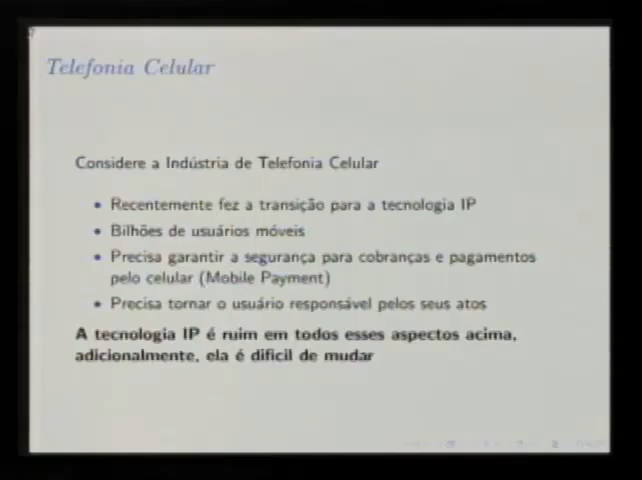 Telefonia Celular
Considere a Indústria de Telefonia Celular
• Recentemente fez a transição para a tecnologia IP
• Bilhões de usuários móveis
• Precisa garantir a segurança para cobranças e pagamentos
pelo celular (Mobile Payment)
• Precisa tornar o usuário responsável pelos seus atos
A tecnologia IP é ruim em todos esses aspectos acima,
adicionalmente, ela é dificil de mudar